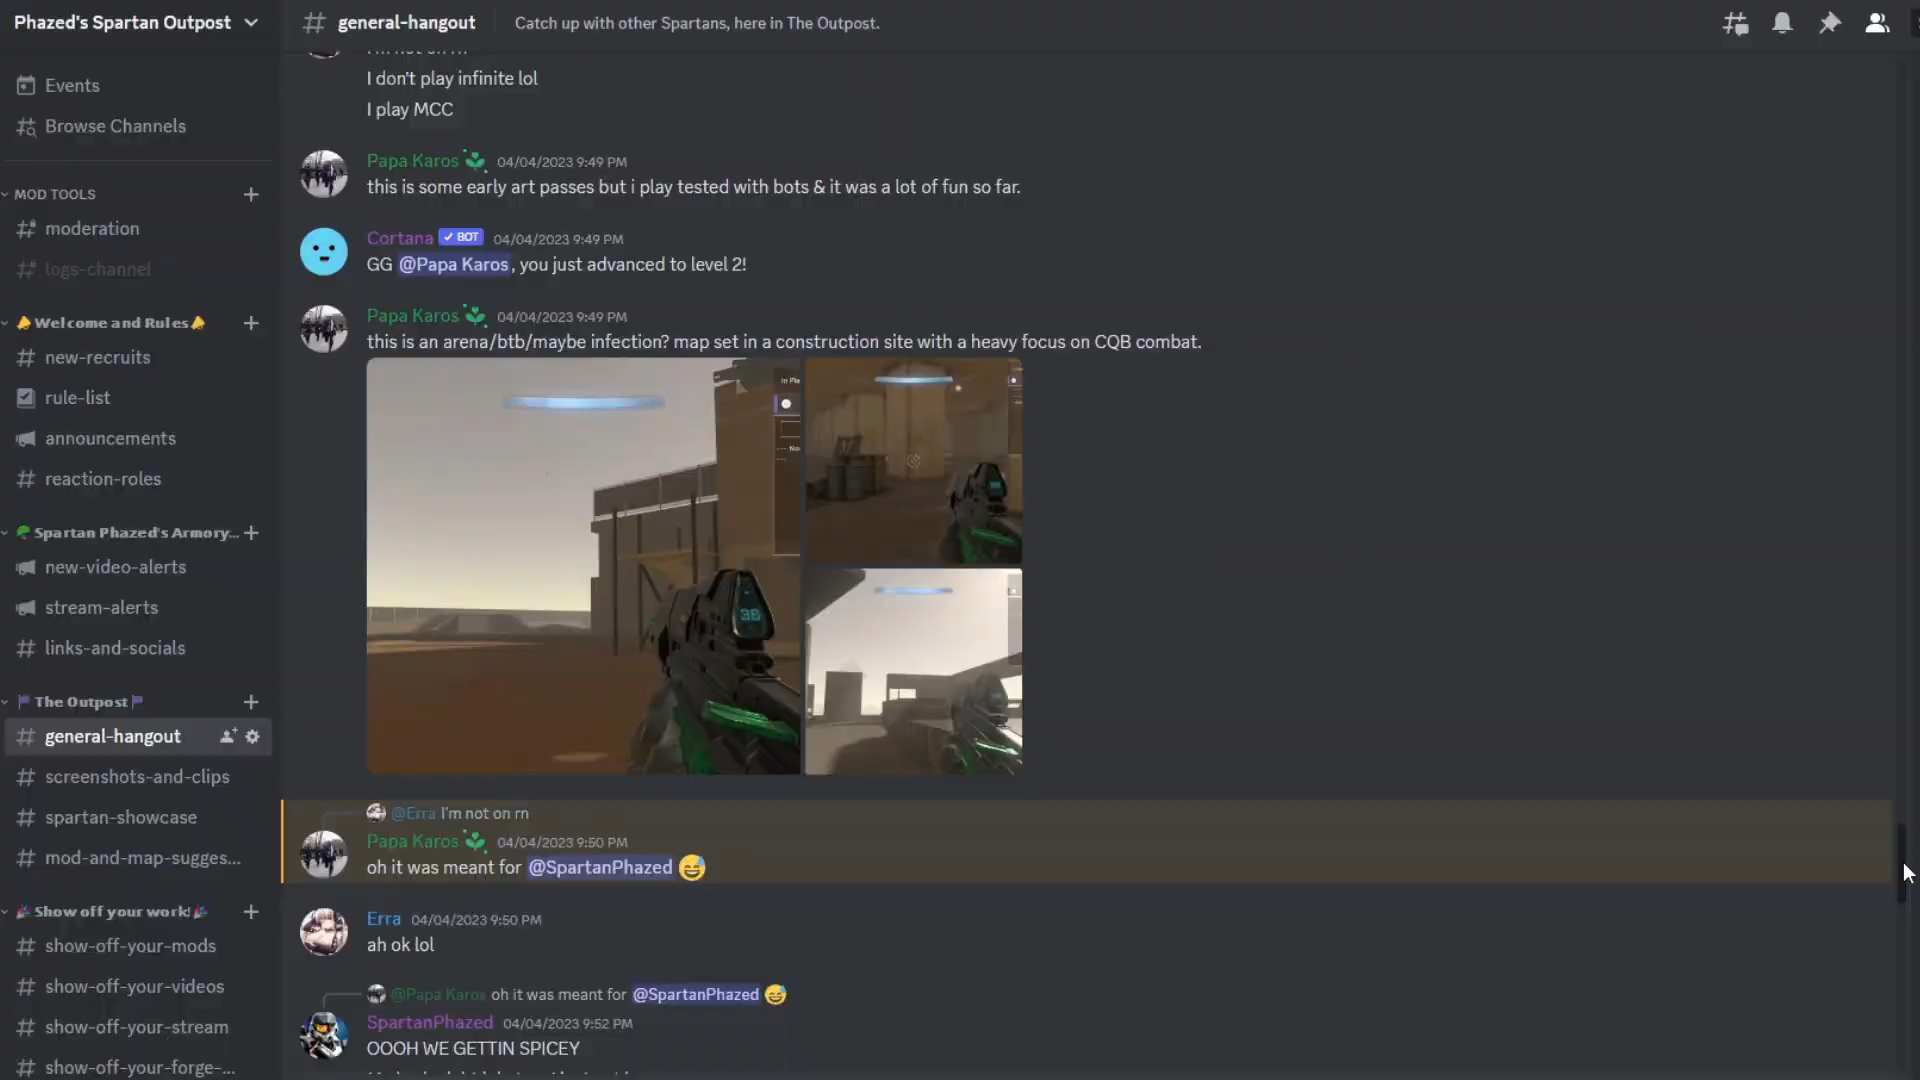 Phazed's Spartan Outpost
Events
Browse Channels
MOD TOOLS
moderation
logs-channel
Welcome and Rules
new-recruits
rule-list
announcements
reaction-roles
Spartan Phazed's Armory...
new-video-alerts
stream-alerts
links-and-socials
The Outpost
general-hangout
screenshots-and-clips
spartan-showcase
mod-and-map-sugges...
Show off your work!
show-off-your-mods
show-off-your-videos
show-off-your-stream
show-off-your-forge-...
general-hangout
Catch up with other Spartans, here in The Outpost.
I don't play infinite lol
I play MCC
Papa Karos 04/04/2023 9:49 PM
this is some early art passes but i play tested with bots & it was a lot of fun so far.
Cortana ✓ BOT 04/04/2023 9:49 PM
GG @Papa Karos, you just advanced to level 2!
Papa Karos 04/04/2023 9:49 PM
this is an arena/btb/maybe infection? map set in a construction site with a heavy focus on CQB combat.
36
@Erra I'm not on rn
Papa Karos 04/04/2023 9:50 PM
oh it was meant for @SpartanPhazed 😅
Erra 04/04/2023 9:50 PM
ah ok lol
@Papa Karos oh it was meant for @SpartanPhazed 😅
SpartanPhazed 04/04/2023 9:52 PM
OOOH WE GETTIN SPICEY